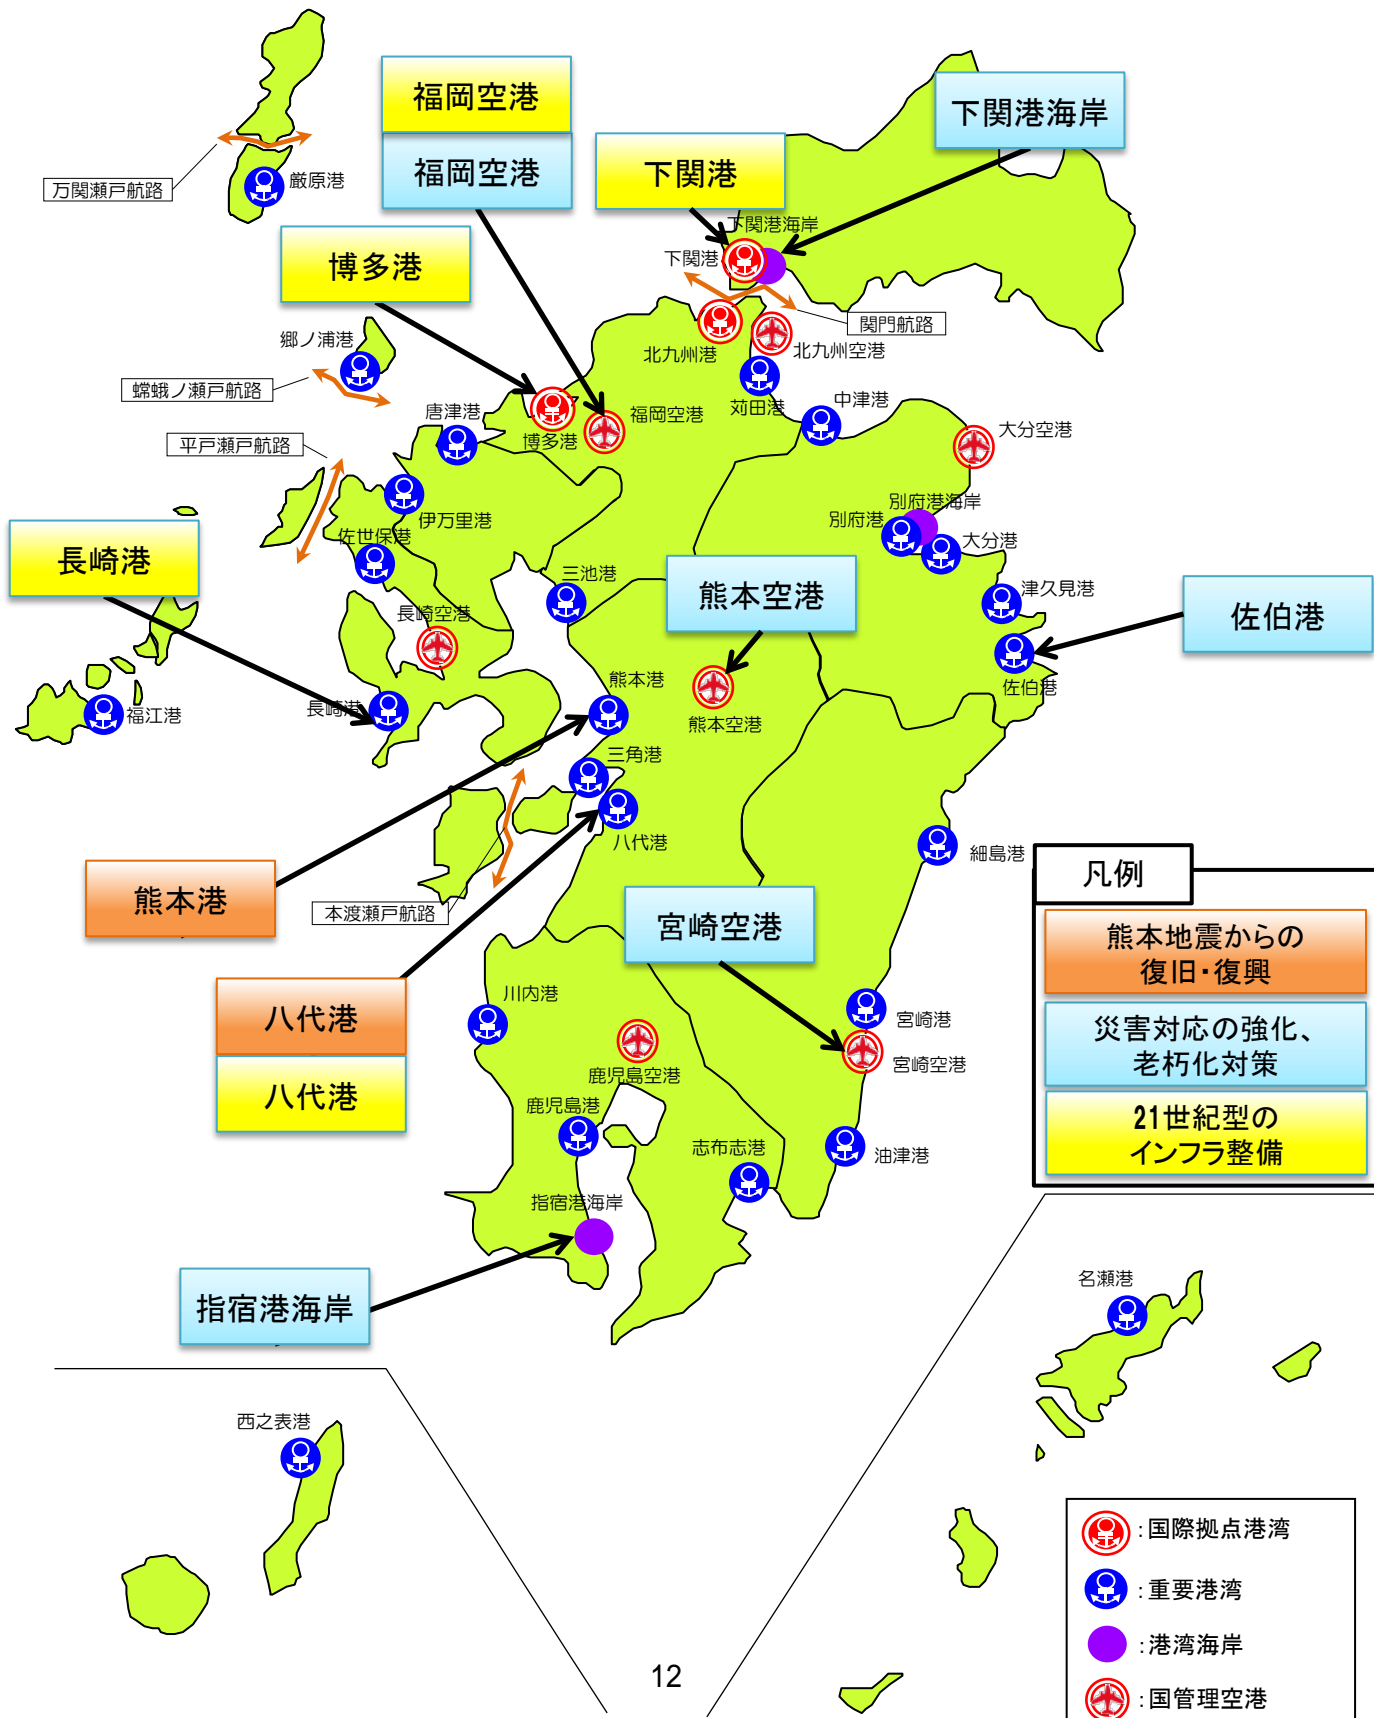 福岡空港
福岡空港
下関港海岸
下関港
博多港
万関瀬戸航路
厳原港
下関港海岸
下関港
関門航路
北九州港
北九州空港
郷ノ浦港
蟐蛾ノ瀬戸航路
唐津港
博多港
福岡空港
苅田港
中津港
大分空港
平戸瀬戸航路
伊万里港
佐世保港
別府港海岸
別府港
大分港
長崎港
三池港
熊本空港
津久見港
佐伯港
長崎空港
佐伯港
福江港
長崎港
熊本港
熊本空港
三角港
八代港
細島港
熊本港
本渡瀬戸航路
宮崎空港
凡例
熊本地震からの
復旧・復興
災害対応の強化、
老朽化対策
21世紀型の
インフラ整備
八代港
八代港
川内港
宮崎港
宮崎空港
鹿児島空港
鹿児島港
志布志港
油津港
指宿港海岸
指宿港海岸
名瀬港
西之表港
：国際拠点港湾
：重要港湾
：港湾海岸
：国管理空港
12